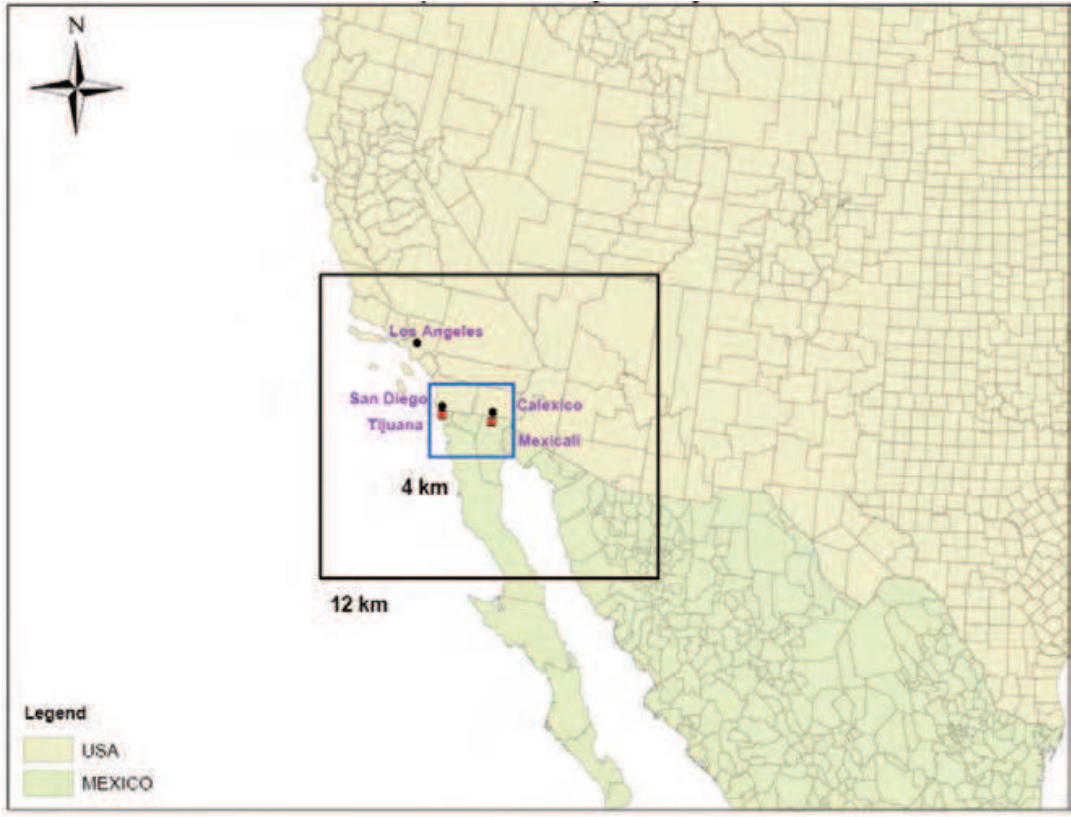 N
Los Angeles
San Diego
Calexico
Tijuana
Mexicali
4 km
12 km
Legend
USA
MEXICO